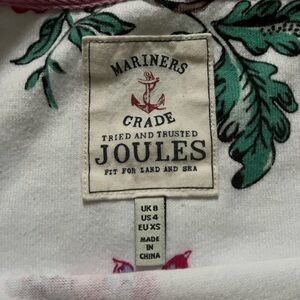 MARINERS
GRADE
TRIED AND TRUSTED
JOULES
FIT FOR LAND AND SEA
UK 8
US 4
EU XS
MADE
IN
CHINA